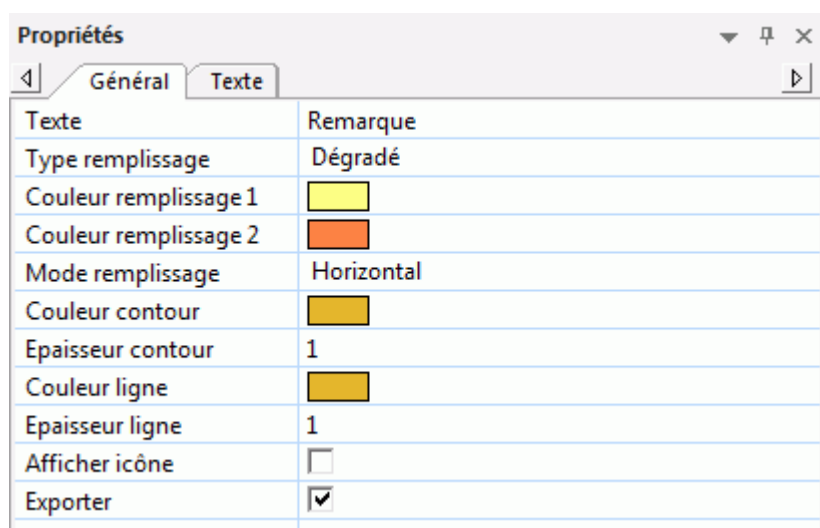 Propriétés
Général Texte
Texte Remarque
Type remplissage Dégradé
Couleur remplissage 1
Couleur remplissage 2
Mode remplissage Horizontal
Couleur contour
Epaisseur contour 1
Couleur ligne
Epaisseur ligne 1
Afficher icône
Exporter